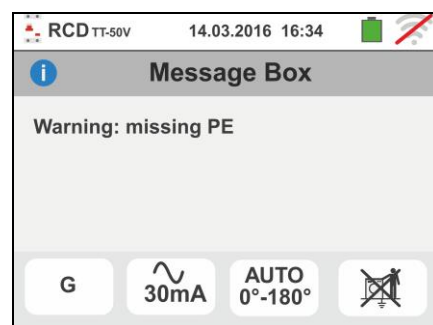 RCD TT-50V 14.03.2016 16:34
i Message Box
Warning: missing PE
G 30mA AUTO
0°-180°